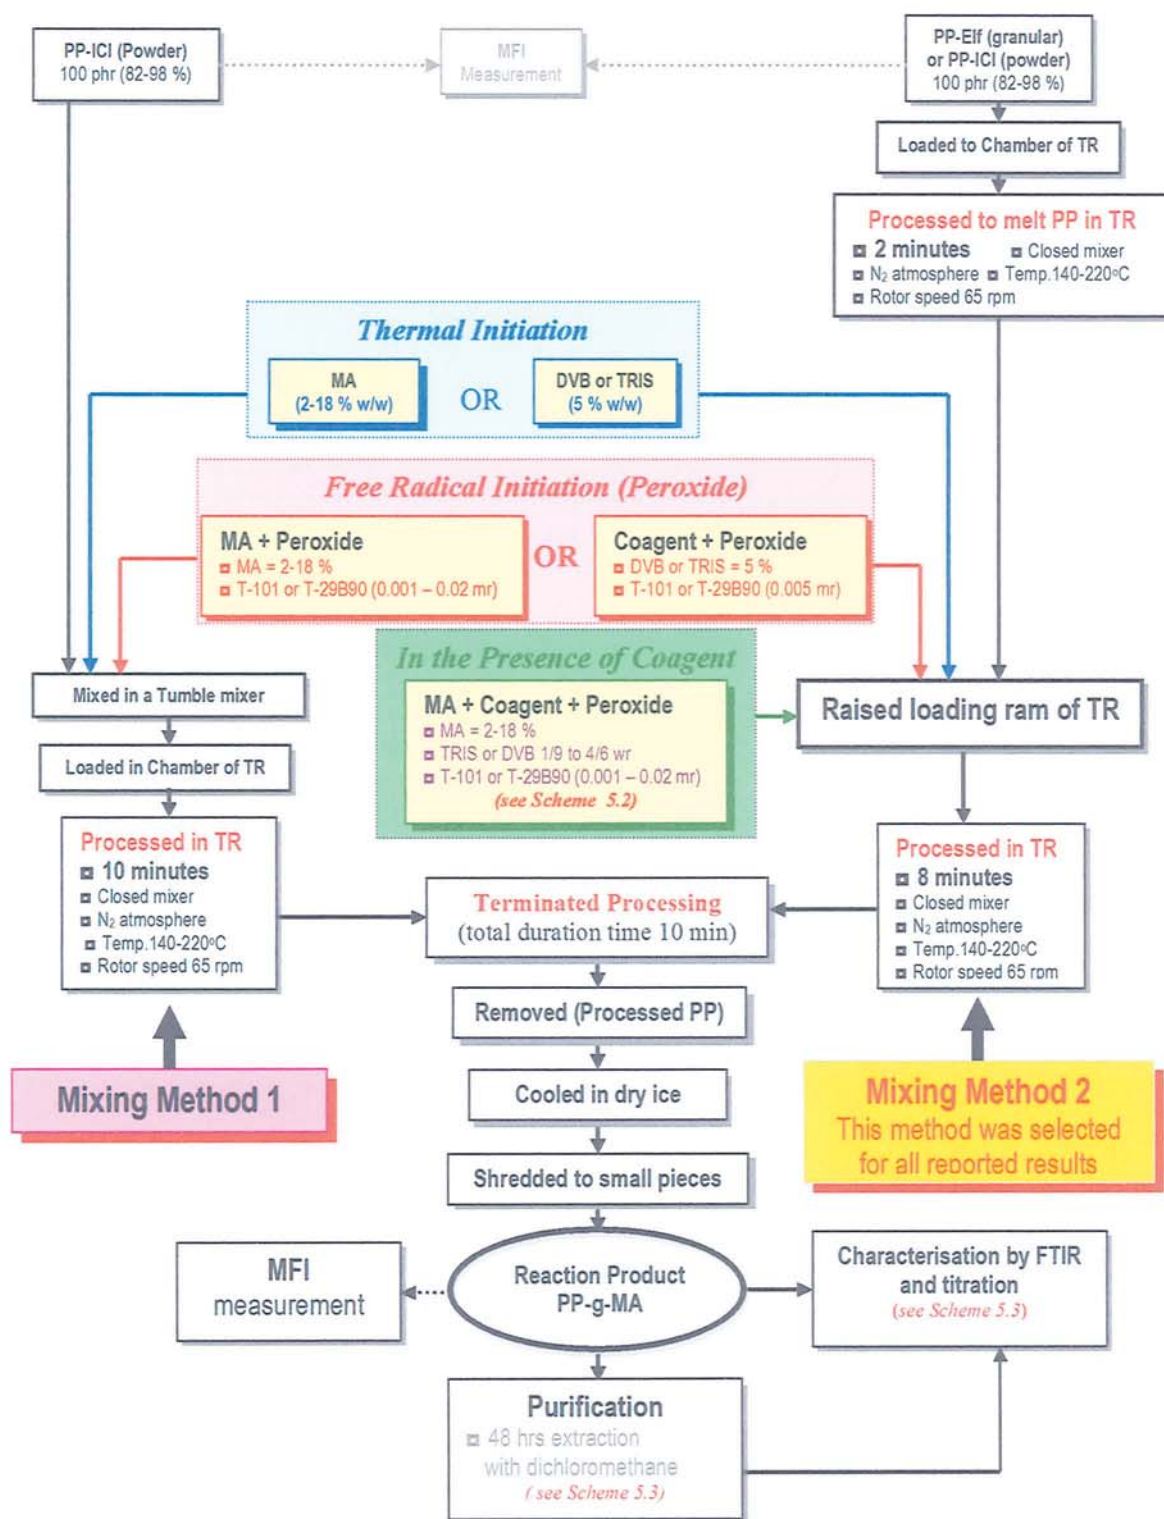 PP-ICI (Powder)
100 phr (82-98 %)
MFI
Measurement
PP-Elf (granular)
or PP-ICI (powder)
100 phr (82-98 %)
Loaded to Chamber of TR
Processed to melt PP in TR
◘ 2 minutes ◘ Closed mixer
◘ N₂ atmosphere ◘ Temp.140-220ºC
◘ Rotor speed 65 rpm
Thermal Initiation
MA
(2-18 % w/w)
OR
DVB or TRIS
(5 % w/w)
Free Radical Initiation (Peroxide)
MA + Peroxide
◘ MA = 2-18 %
◘ T-101 or T-29B90 (0.001 – 0.02 mr)
OR
Coagent + Peroxide
◘ DVB or TRIS = 5 %
◘ T-101 or T-29B90 (0.005 mr)
In the Presence of Coagent
MA + Coagent + Peroxide
◘ MA = 2-18 %
◘ TRIS or DVB 1/9 to 4/6 wr
◘ T-101 or T-29B90 (0.001 – 0.02 mr)
(see Scheme 5.2)
Mixed in a Tumble mixer
Loaded in Chamber of TR
Raised loading ram of TR
Processed in TR
◘ 10 minutes
◘ Closed mixer
◘ N₂ atmosphere
◘ Temp.140-220ºC
◘ Rotor speed 65 rpm
Processed in TR
◘ 8 minutes
◘ Closed mixer
◘ N₂ atmosphere
◘ Temp.140-220ºC
◘ Rotor speed 65 rpm
Terminated Processing
(total duration time 10 min)
Removed (Processed PP)
Cooled in dry ice
Shredded to small pieces
Mixing Method 1
Mixing Method 2
This method was selected
for all reported results
MFI
measurement
Reaction Product
PP-g-MA
Characterisation by FTIR
and titration
(see Scheme 5.3)
Purification
◘ 48 hrs extraction
with dichloromethane
( see Scheme 5.3)